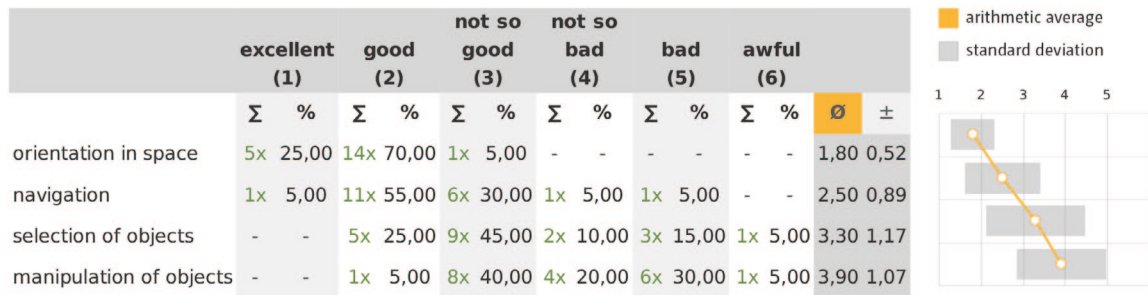 not so not so
excellent good good bad bad awful
(1) (2) (3) (4) (5) (6)
Σ % Σ % Σ % Σ % Σ % Σ % Ø ±
orientation in space 5x 25,00 14x 70,00 1x 5,00 - - - - - - 1,80 0,52
navigation 1x 5,00 11x 55,00 6x 30,00 1x 5,00 1x 5,00 - - 2,50 0,89
selection of objects - - 5x 25,00 9x 45,00 2x 10,00 3x 15,00 1x 5,00 3,30 1,17
manipulation of objects - - 1x 5,00 8x 40,00 4x 20,00 6x 30,00 1x 5,00 3,90 1,07
arithmetic average
standard deviation
1 2 3 4 5